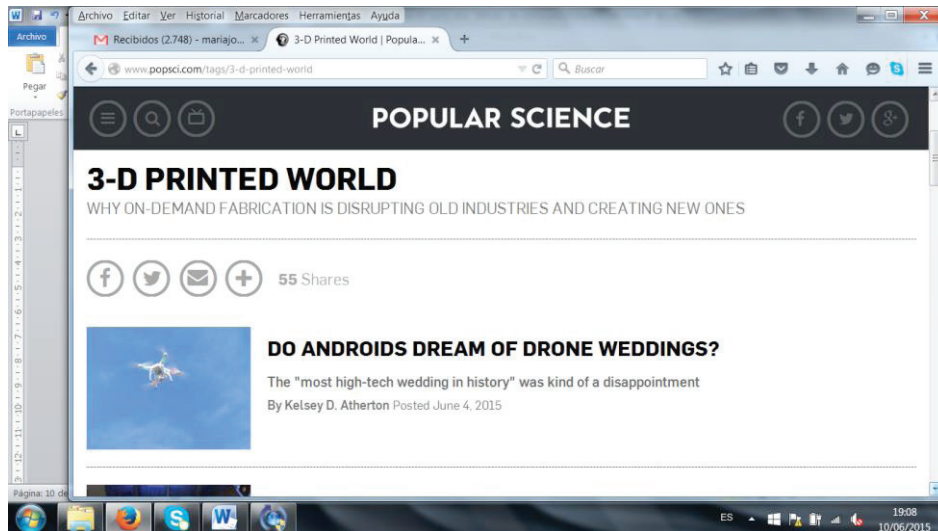 Archivo Editar Ver Historial Marcadores Herramientas Ayuda
Archivo
Recibidos (2.748) - mariajo... × 3-D Printed World | Popula... × +
www.popsci.com/tags/3-d-printed-world
Buscar
Pegar
Portapapeles
POPULAR SCIENCE
3-D PRINTED WORLD
WHY ON-DEMAND FABRICATION IS DISRUPTING OLD INDUSTRIES AND CREATING NEW ONES
55 Shares
DO ANDROIDS DREAM OF DRONE WEDDINGS?
The "most high-tech wedding in history" was kind of a disappointment
By Kelsey D. Atherton Posted June 4, 2015
Página: 10 de
ES
19:08
10/06/2015